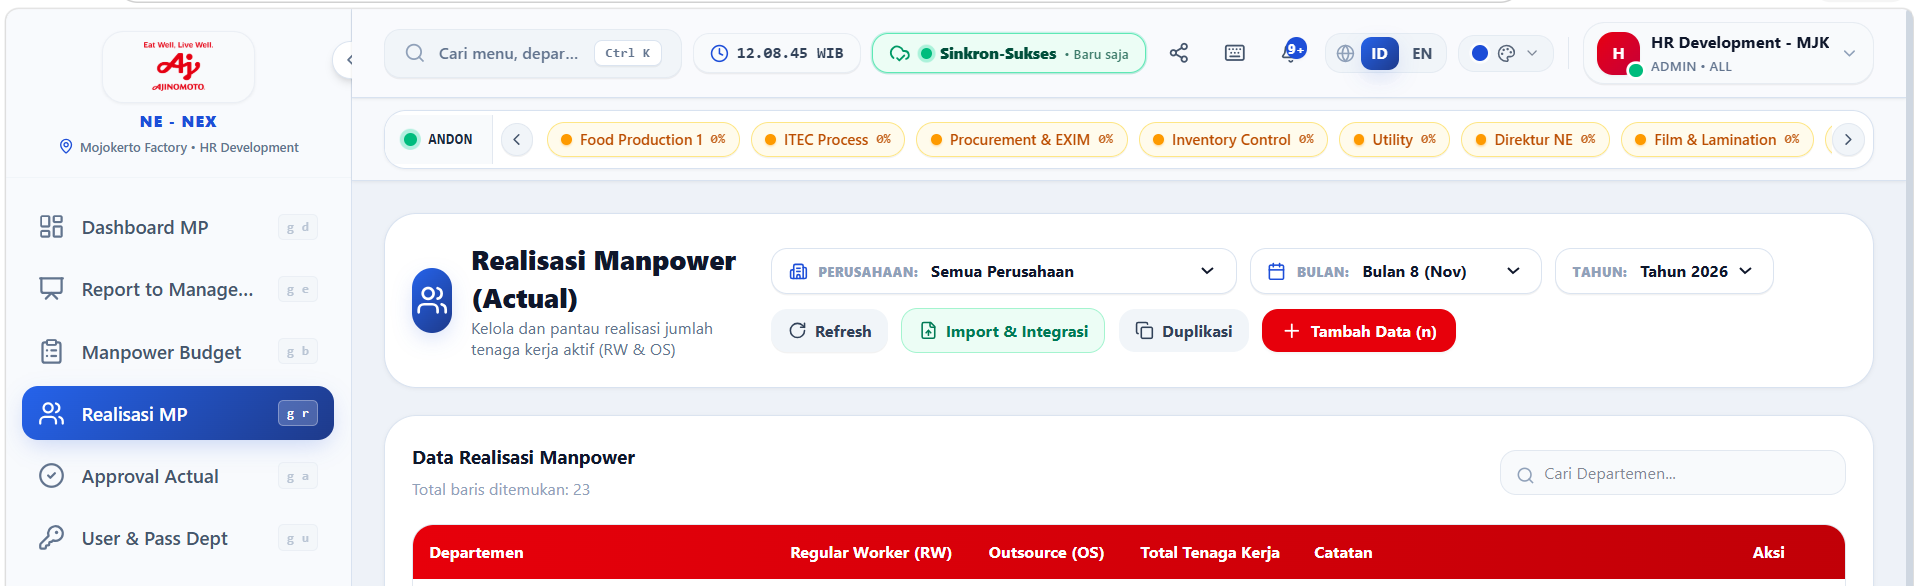 Eat Well. Live Well.
Aj
AJINOMOTO
NE - NEX
Mojokerto Factory • HR Development
Dashboard MP g d
Report to Manage... g e
Manpower Budget g b
Realisasi MP g r
Approval Actual g a
User & Pass Dept g u
Cari menu, depar... Ctrl K
12.08.45 WIB
Sinkron-Sukses • Baru saja
9+
ID EN
H
HR Development - MJK
ADMIN • ALL
ANDON
Food Production 1 0%
ITEC Process 0%
Procurement & EXIM 0%
Inventory Control 0%
Utility 0%
Direktur NE 0%
Film & Lamination 0%
Realisasi Manpower
(Actual)
Kelola dan pantau realisasi jumlah
tenaga kerja aktif (RW & OS)
PERUSAHAAN: Semua Perusahaan
BULAN: Bulan 8 (Nov)
TAHUN: Tahun 2026
Refresh
Import & Integrasi
Duplikasi
+ Tambah Data (n)
Data Realisasi Manpower
Total baris ditemukan: 23
Cari Departemen...
Departemen Regular Worker (RW) Outsource (OS) Total Tenaga Kerja Catatan Aksi